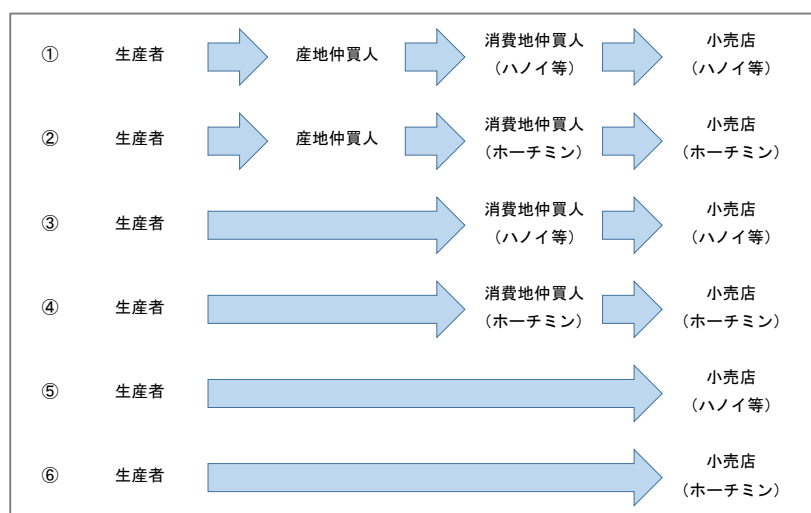 ① 生産者 産地仲買人 消費地仲買人 小売店
(ハノイ等) (ハノイ等)
② 生産者 産地仲買人 消費地仲買人 小売店
(ホーチミン) (ホーチミン)
③ 生産者 消費地仲買人 小売店
(ハノイ等) (ハノイ等)
④ 生産者 消費地仲買人 小売店
(ホーチミン) (ホーチミン)
⑤ 生産者 小売店
(ハノイ等)
⑥ 生産者 小売店
(ホーチミン)